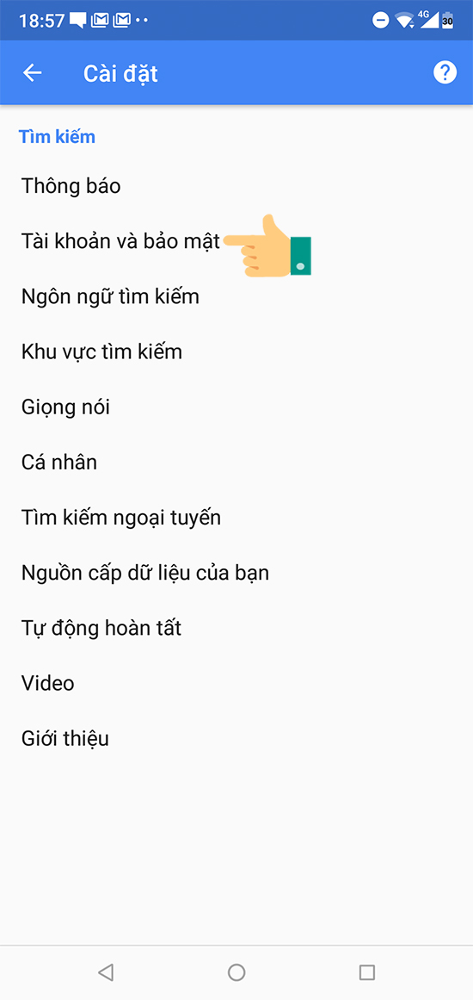 18:57
4G
30
Cài đặt
Tìm kiếm
Thông báo
Tài khoản và bảo mật
Ngôn ngữ tìm kiếm
Khu vực tìm kiếm
Giọng nói
Cá nhân
Tìm kiếm ngoại tuyến
Nguồn cấp dữ liệu của bạn
Tự động hoàn tất
Video
Giới thiệu